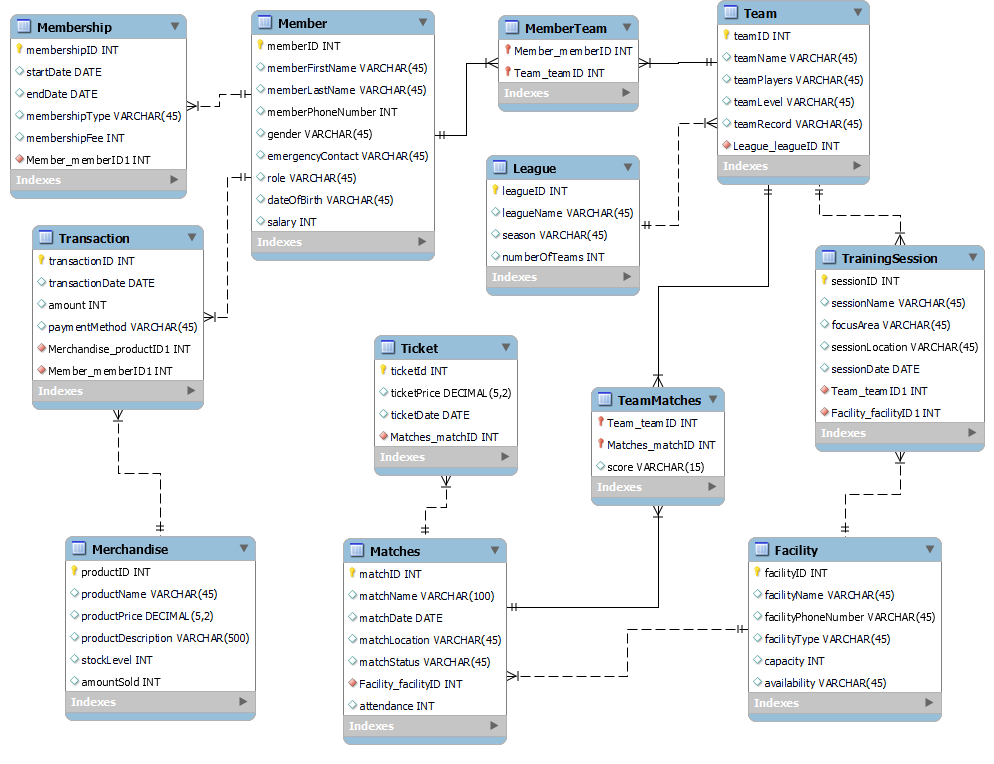 Membership
membershipID INT
startDate DATE
endDate DATE
membershipType VARCHAR(45)
membershipFee INT
Member_memberID1 INT
Indexes
Member
memberID INT
memberFirstName VARCHAR(45)
memberLastName VARCHAR(45)
memberPhoneNumber INT
gender VARCHAR(45)
emergencyContact VARCHAR(45)
role VARCHAR(45)
dateOfBirth VARCHAR(45)
salary INT
Indexes
MemberTeam
Member_memberID INT
Team_teamID INT
Indexes
Team
teamID INT
teamName VARCHAR(45)
teamPlayers VARCHAR(45)
teamLevel VARCHAR(45)
teamRecord VARCHAR(45)
League_leagueID INT
Indexes
League
leagueID INT
leagueName VARCHAR(45)
season VARCHAR(45)
numberOfTeams INT
Indexes
Transaction
transactionID INT
transactionDate DATE
amount INT
paymentMethod VARCHAR(45)
Merchandise_productID1 INT
Member_memberID1 INT
Indexes
TrainingSession
sessionID INT
sessionName VARCHAR(45)
focusArea VARCHAR(45)
sessionLocation VARCHAR(45)
sessionDate DATE
Team_teamID1 INT
Facility_facilityID1 INT
Indexes
Ticket
ticketId INT
ticketPrice DECIMAL(5,2)
ticketDate DATE
Matches_matchID INT
Indexes
TeamMatches
Team_teamID INT
Matches_matchID INT
score VARCHAR(15)
Indexes
Merchandise
productID INT
productName VARCHAR(45)
productPrice DECIMAL(5,2)
productDescription VARCHAR(500)
stockLevel INT
amountSold INT
Indexes
Matches
matchID INT
matchName VARCHAR(100)
matchDate DATE
matchLocation VARCHAR(45)
matchStatus VARCHAR(45)
Facility_facilityID INT
attendance INT
Indexes
Facility
facilityID INT
facilityName VARCHAR(45)
facilityPhoneNumber VARCHAR(45)
facilityType VARCHAR(45)
capacity INT
availability VARCHAR(45)
Indexes